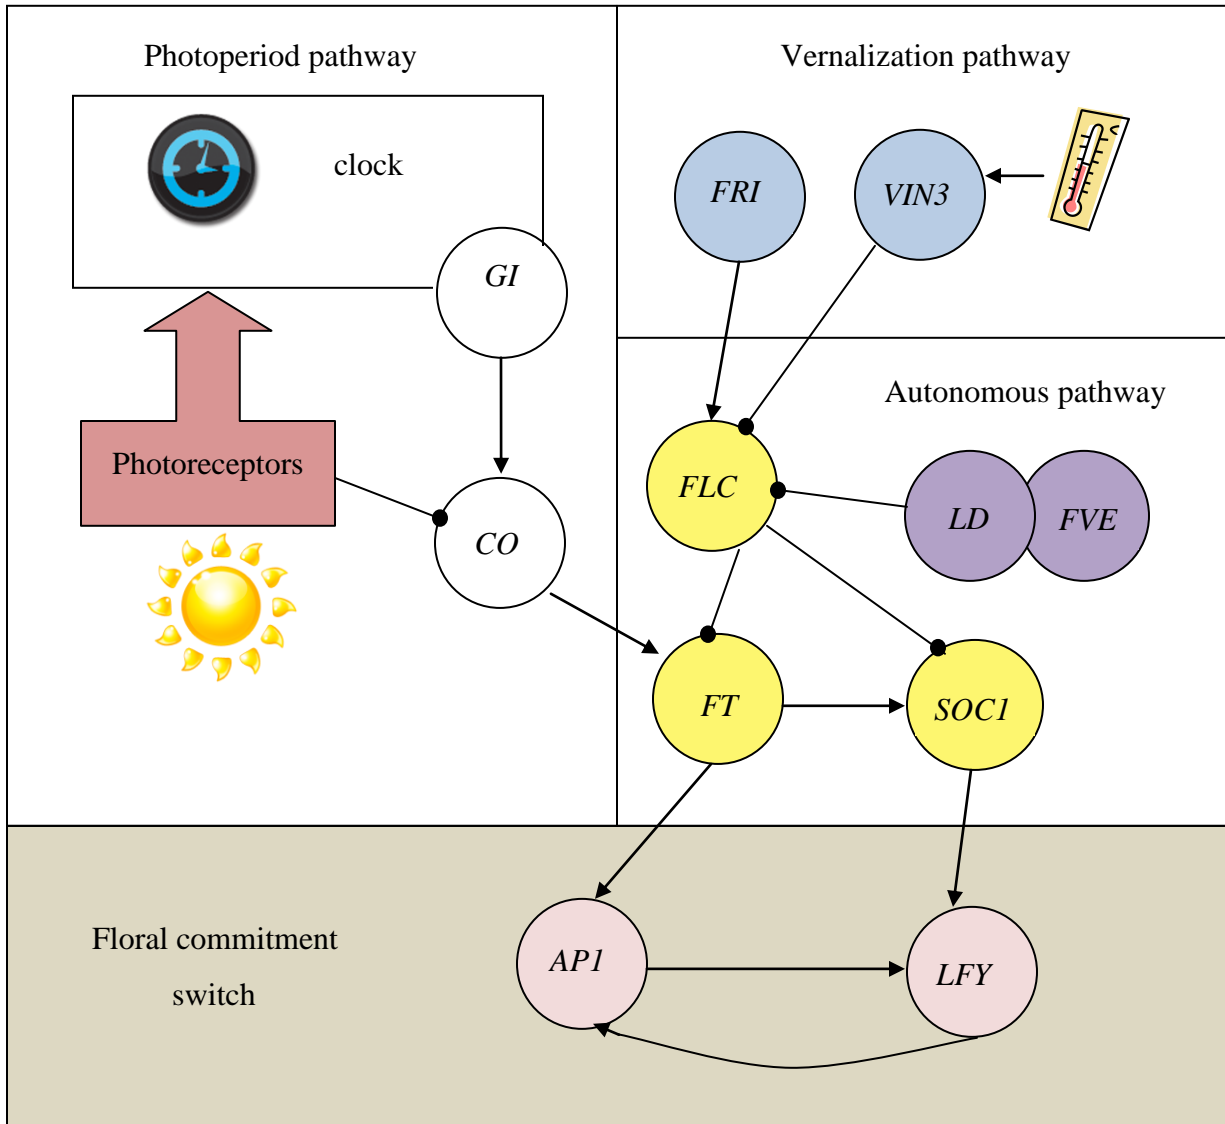 Photoperiod pathway
clock
GI
Photoreceptors
CO
Vernalization pathway
FRI
VIN3
Autonomous pathway
FLC
LD
FVE
FT
SOC1
Floral commitment
switch
AP1
LFY